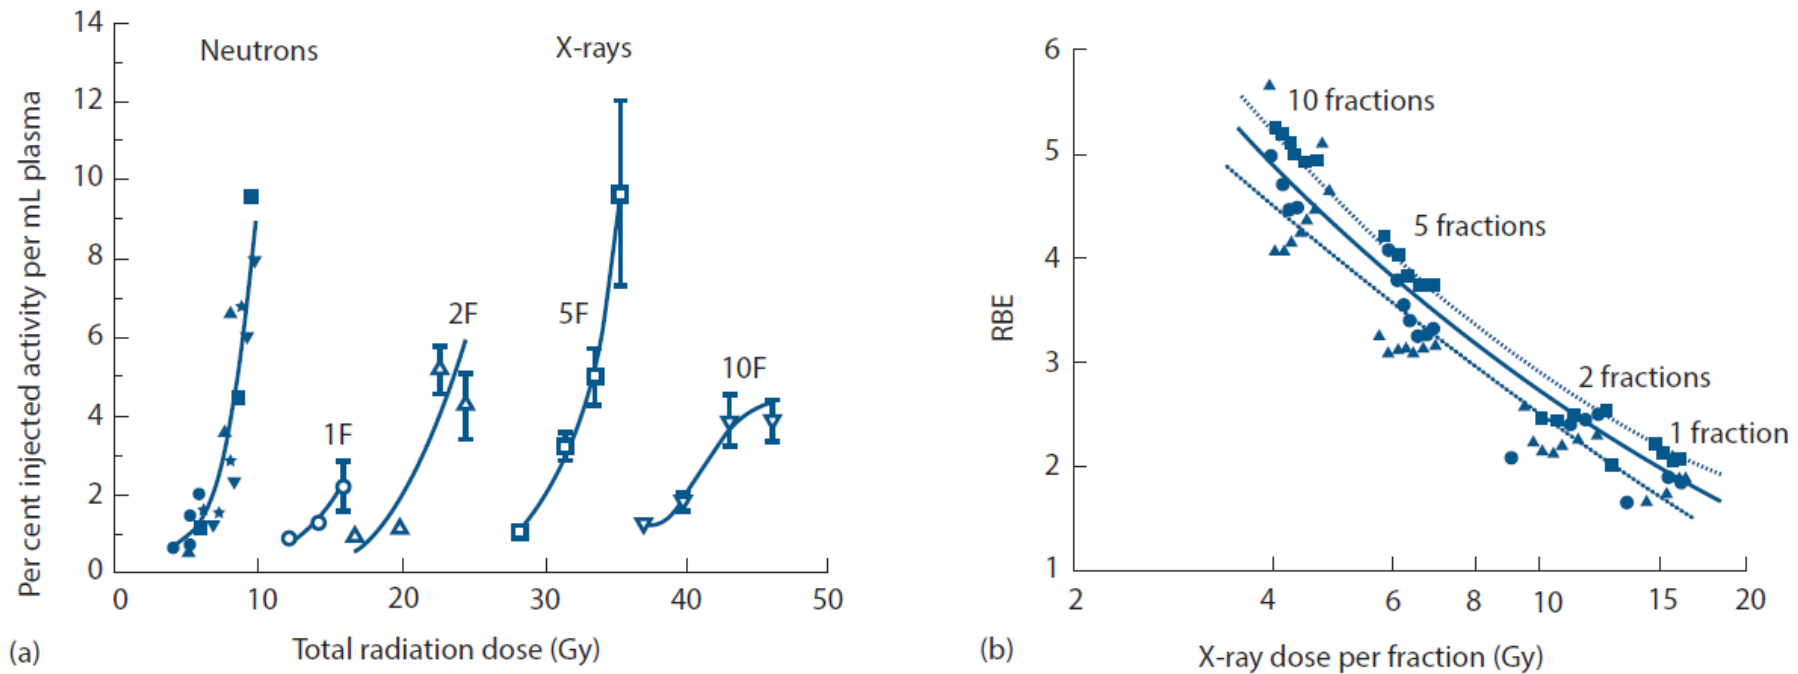 Per cent injected activity per mL plasma
14
12
10
8
6
4
2
0
Neutrons
X-rays
1F
2F
5F
10F
0 10 20 30 40 50
Total radiation dose (Gy)
(a)
RBE
6
5
4
3
2
1
10 fractions
5 fractions
2 fractions
1 fraction
2 4 6 8 10 15 20
X-ray dose per fraction (Gy)
(b)